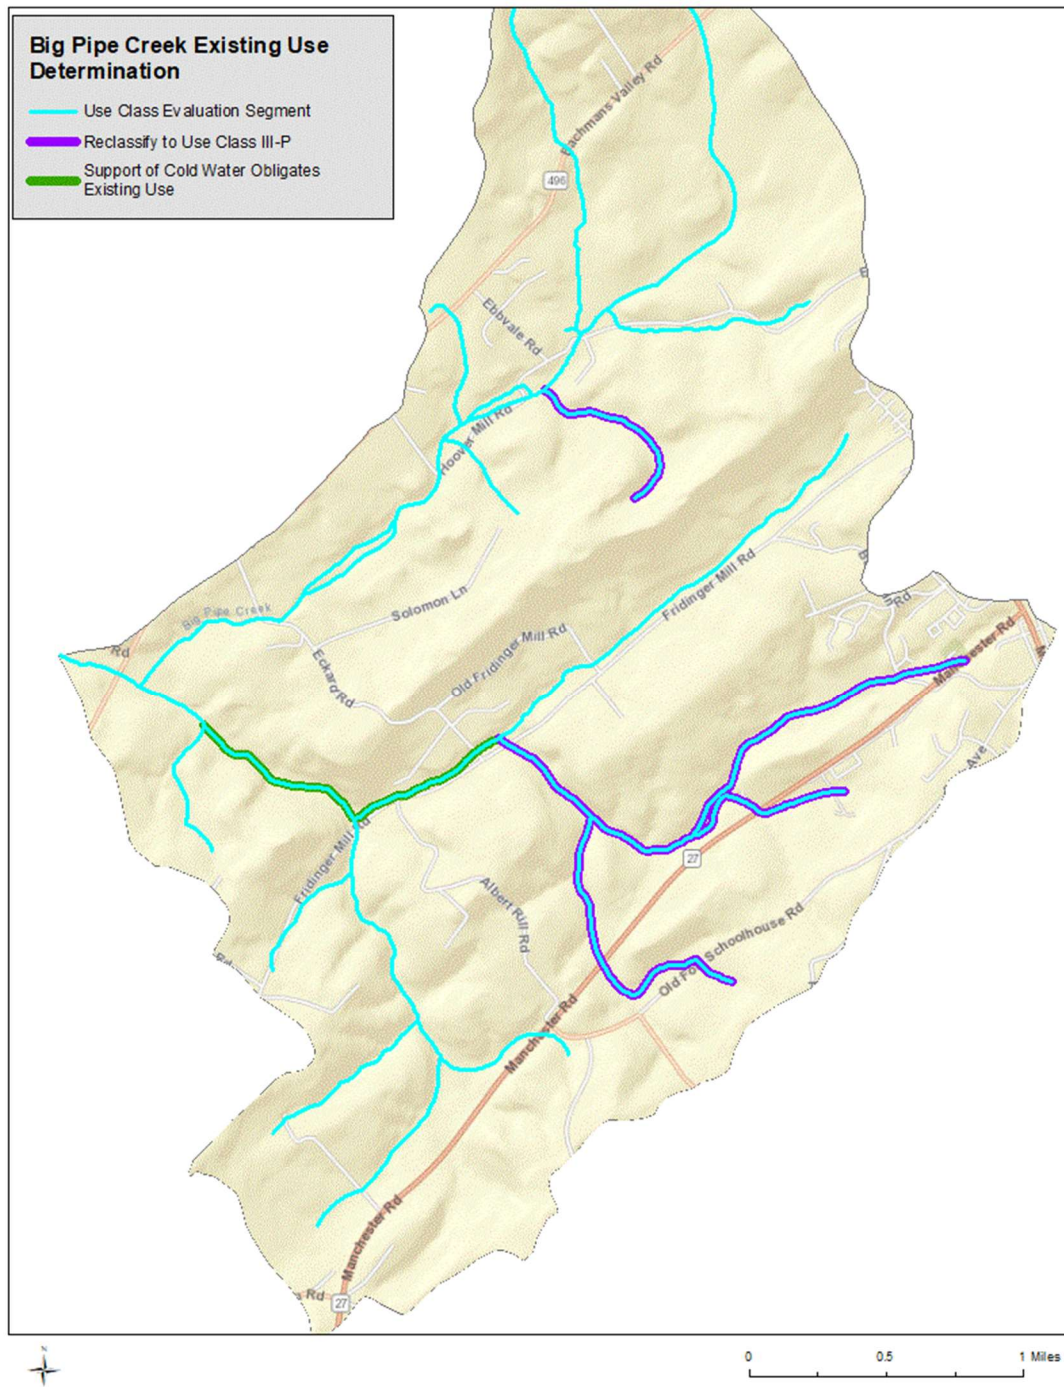 Big Pipe Creek Existing Use
Determination
Use Class Evaluation Segment
Reclassify to Use Class III-P
Support of Cold Water Obligates
Existing Use
Bachmans Valley Rd
496
Ebbvale Rd
Hoover Mill Rd
Solomon Ln
Fridinger Mill Rd
Big Pipe Creek
Old Fridinger Mill Rd
Rd
Rd
Eckard Rd
Manchester Rd
Ave
Fridinger Mill Rd
27
Albert Rill Rd
Old Fort Schoolhouse Rd
Rd
Manchester Rd
Manchester Rd
Rd
27
N
0 0.5 1 Miles